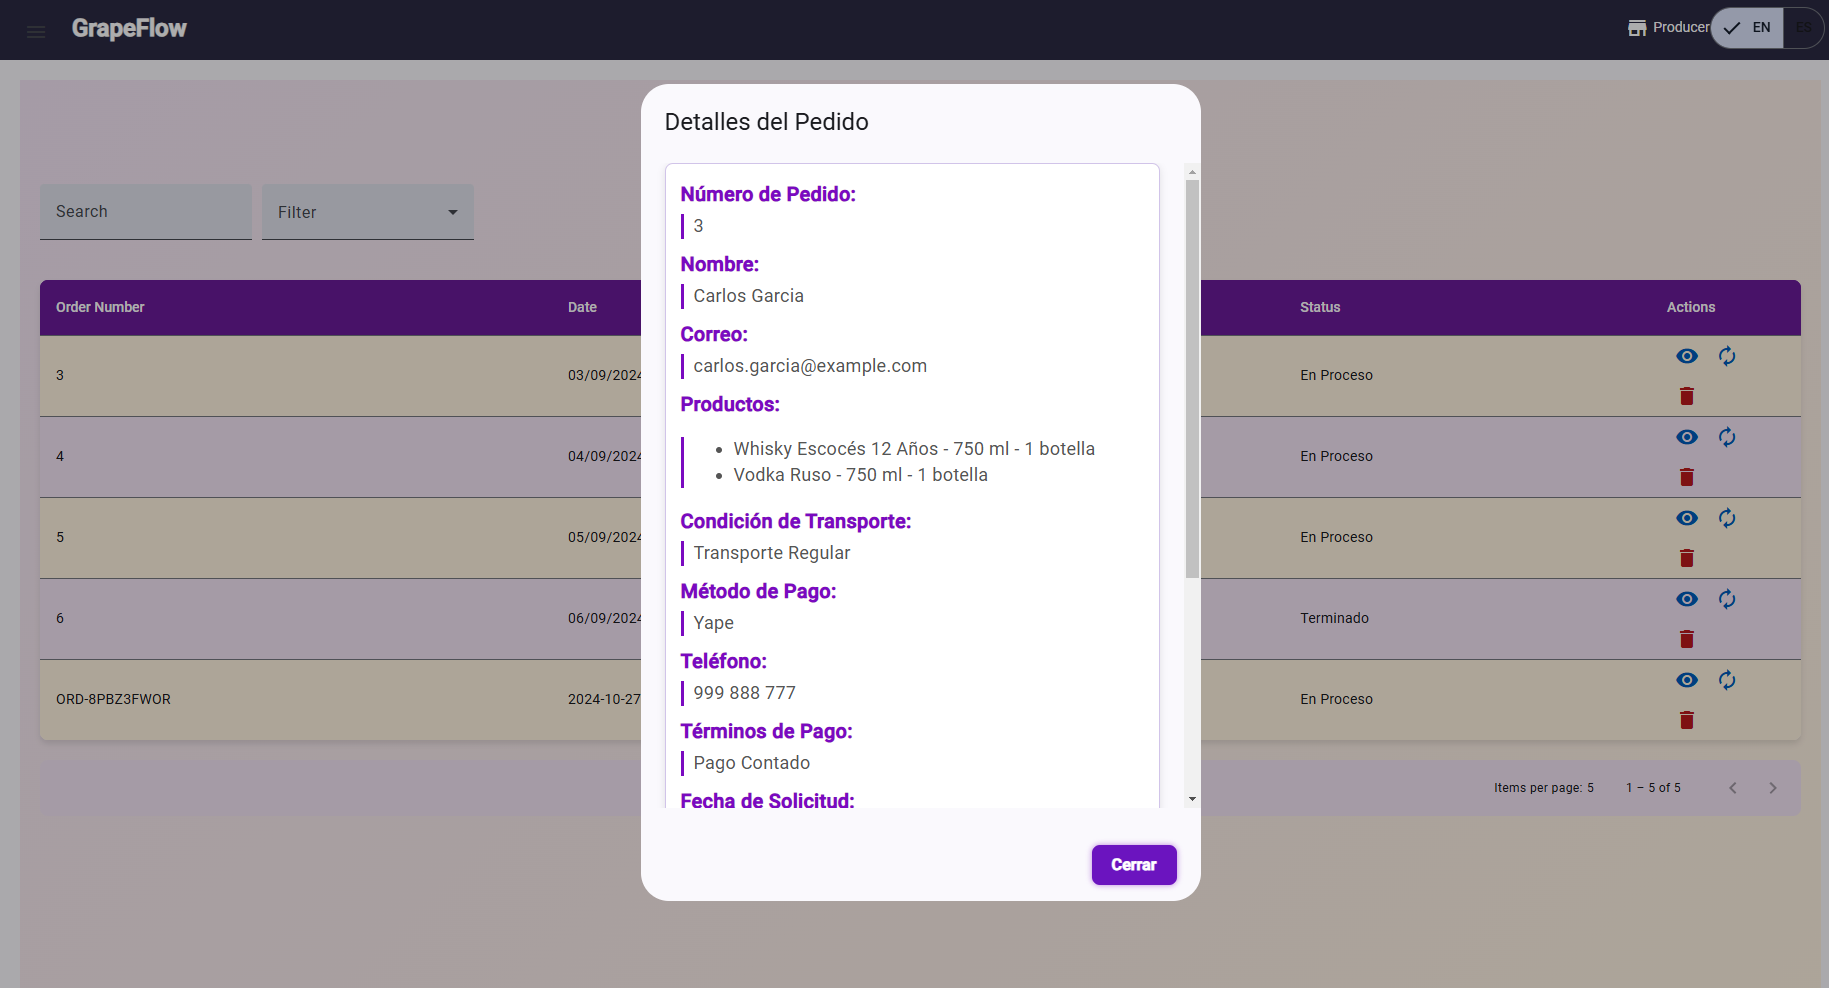 GrapeFlow
Producer
EN
ES
Detalles del Pedido
Número de Pedido:
3
Nombre:
Carlos Garcia
Correo:
carlos.garcia@example.com
Productos:
Whisky Escocés 12 Años - 750 ml - 1 botella
Vodka Ruso - 750 ml - 1 botella
Condición de Transporte:
Transporte Regular
Método de Pago:
Yape
Teléfono:
999 888 777
Términos de Pago:
Pago Contado
Fecha de Solicitud:
Cerrar
Search
Filter
Order Number Date Status Actions
3 03/09/2024 En Proceso
4 04/09/2024 En Proceso
5 05/09/2024 En Proceso
6 06/09/2024 Terminado
ORD-8PBZ3FWOR 2024-10-27 En Proceso
Items per page: 5 1 – 5 of 5